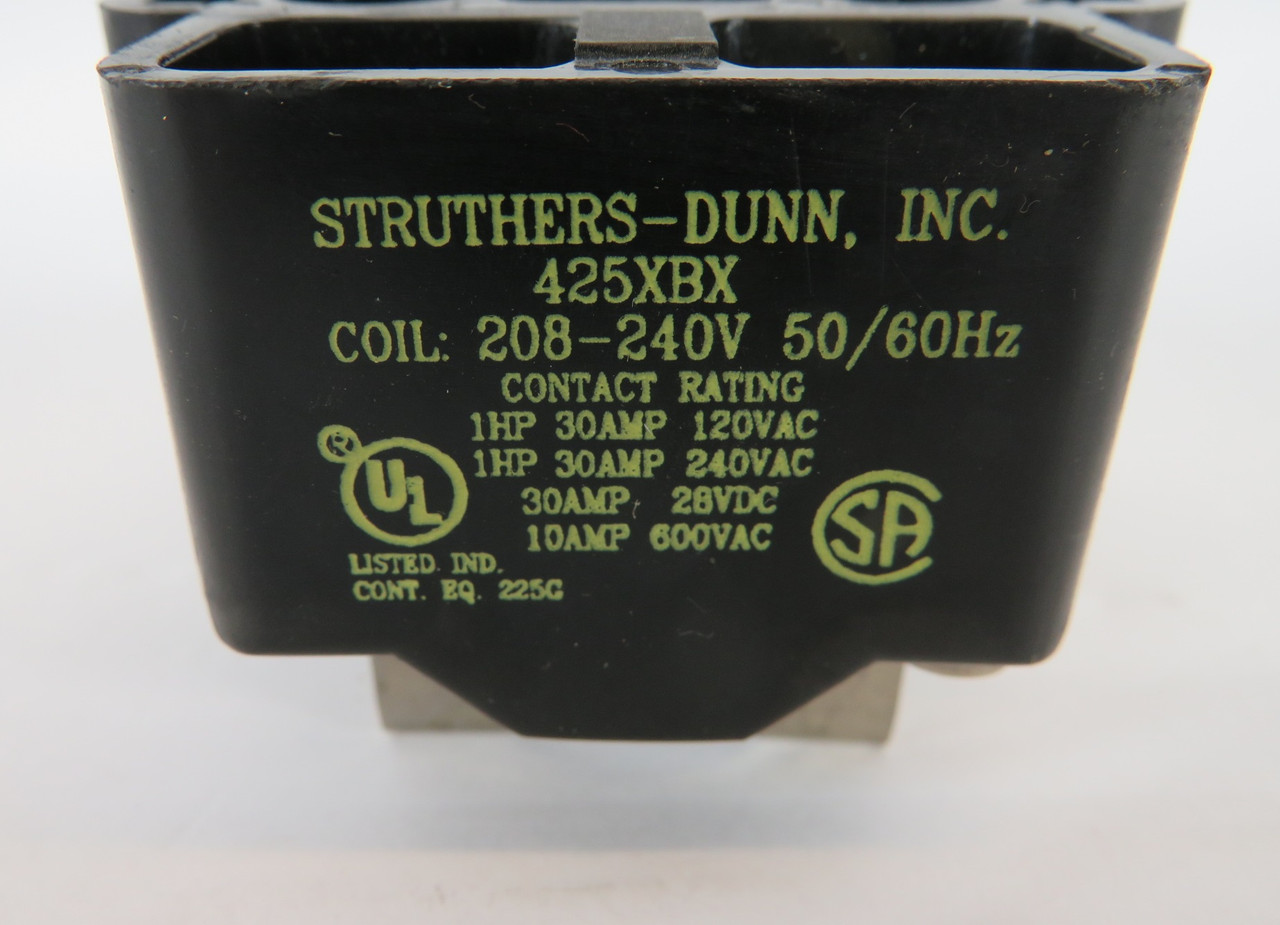 STRUTHERS-DUNN, INC.
425XBX
COIL: 208-240V 50/60Hz
CONTACT RATING
1HP 30AMP 120VAC
1HP 30AMP 240VAC
30AMP 28VDC
10AMP 600VAC
® UL
LISTED. IND.
CONT. EQ. 225G
SA